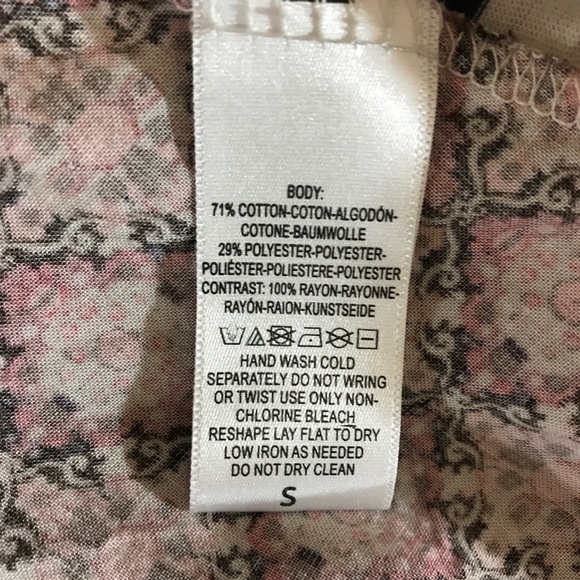 BODY:
71% COTTON-COTON-ALGODÓN-
COTONE-BAUMWOLLE
29% POLYESTER-POLYESTER-
POLIÉSTER-POLIESTERE-POLYESTER
CONTRAST: 100% RAYON-RAYONNE-
RAYÓN-RAION-KUNSTSEIDE
HAND WASH COLD
SEPARATELY DO NOT WRING
OR TWIST USE ONLY NON-
CHLORINE BLEACH
RESHAPE LAY FLAT TO DRY
LOW IRON AS NEEDED
DO NOT DRY CLEAN
S